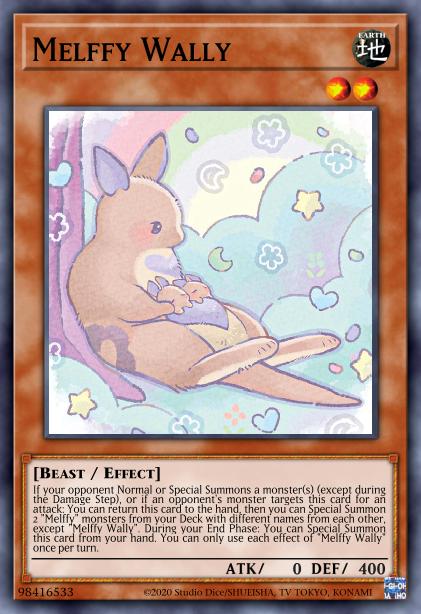 Melffy Wally
EARTH
地
[Beast / Effect]
If your opponent Normal or Special Summons a monster(s) (except during
the Damage Step), or if an opponent's monster targets this card for an
attack: You can return this card to the hand, then you can Special Summon
2 "Melffy" monsters from your Deck with different names from each other,
except "Melffy Wally". During your End Phase: You can Special Summon
this card from your hand. You can only use each effect of "Melffy Wally"
once per turn.
ATK/ 0 DEF/ 400
98416533 ©2020 Studio Dice/SHUEISHA, TV TOKYO, KONAMI